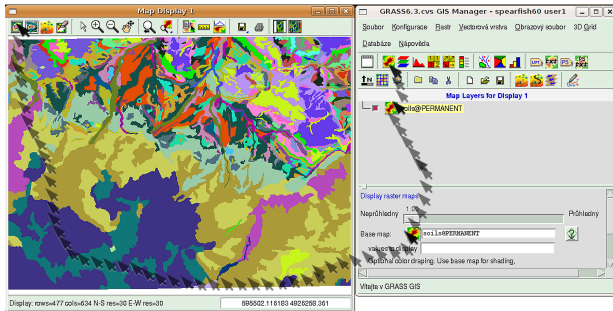 Map Display 1
Display: rows=477 cols=634 N-S res=30 E-W res=30
595502.116183 4926258.361
GRASS6.3.cvs GIS Manager - spearfish60 user1
Soubor Konfigurace Rastr Vektorová vrstva Obrazový soubor 3D Grid
Databáze Nápověda
Map Layers for Display 1
soils@PERMANENT
Display raster maps
1.00
Neprůhledný Průhledný
Base map: soils@PERMANENT
values to display
Optional color draping. Use base map for shading,
Vítejte v GRASS GIS